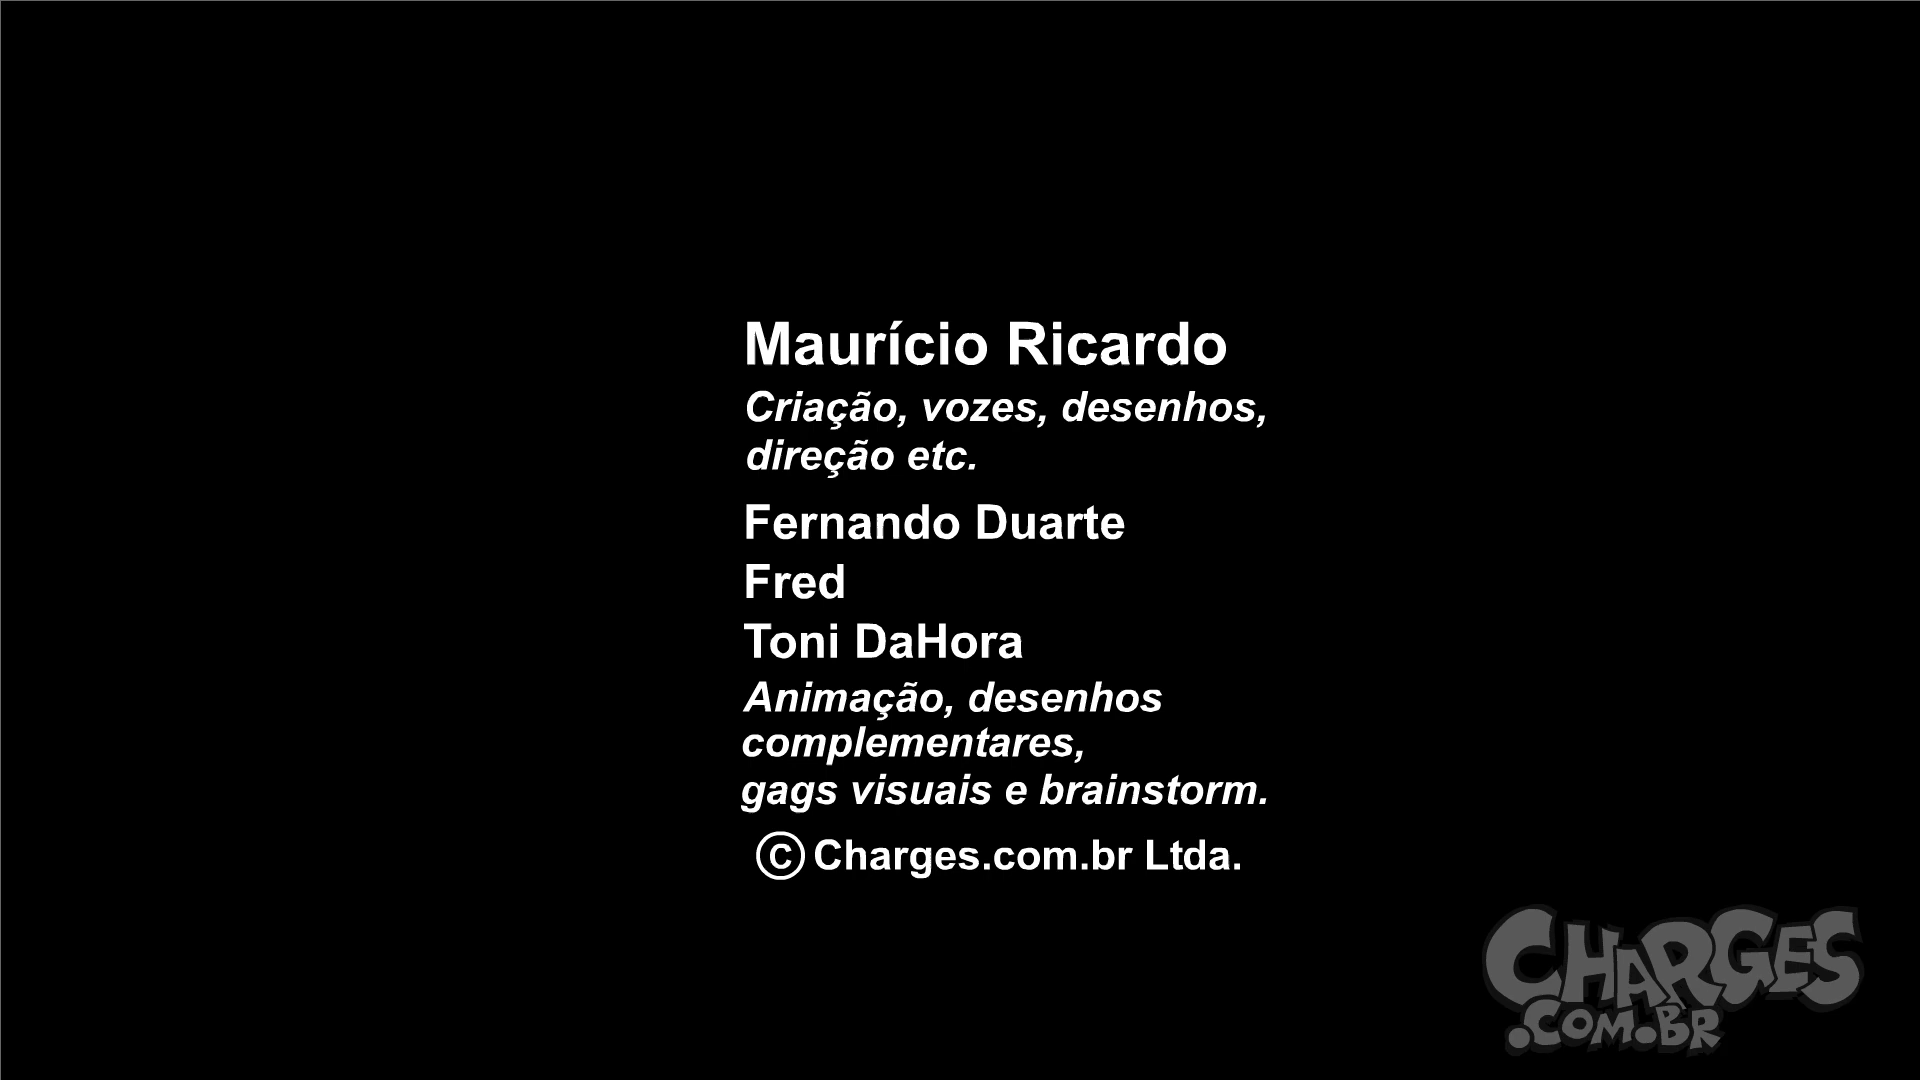 Maurício Ricardo
Criação, vozes, desenhos,
direção etc.
Fernando Duarte
Fred
Toni DaHora
Animação, desenhos
complementares,
gags visuais e brainstorm.
© Charges.com.br Ltda.
CHARGES
.COM.BR